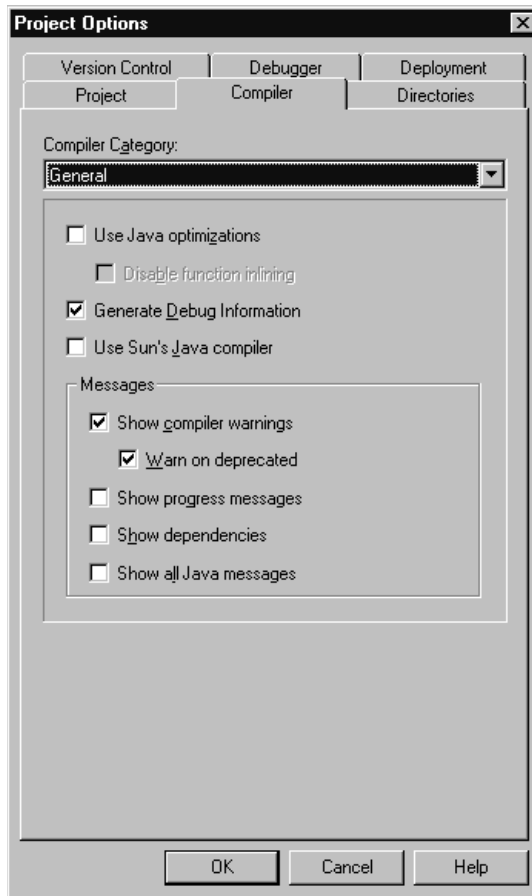 Project Options
Version Control Debugger Deployment
Project Compiler Directories
Compiler Category:
General
Use Java optimizations
Disable function inlining
Generate Debug Information
Use Sun's Java compiler
Messages
Show compiler warnings
Warn on deprecated
Show progress messages
Show dependencies
Show all Java messages
OK Cancel Help